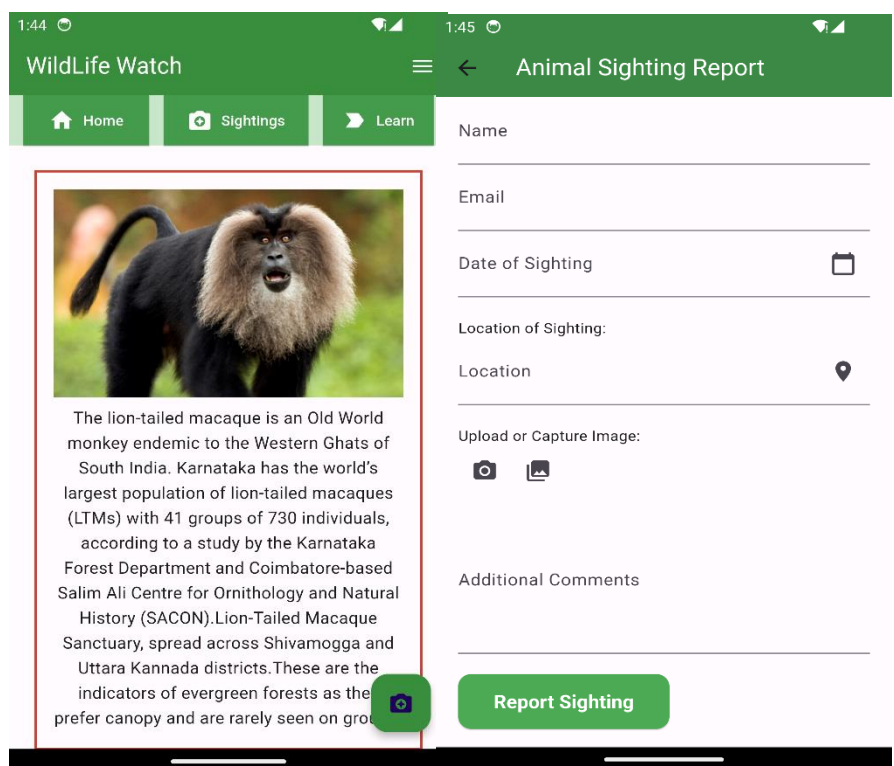 1:44
WildLife Watch
Home
Sightings
Learn
The lion-tailed macaque is an Old World
monkey endemic to the Western Ghats of
South India. Karnataka has the world's
largest population of lion-tailed macaques
(LTMs) with 41 groups of 730 individuals,
according to a study by the Karnataka
Forest Department and Coimbatore-based
Salim Ali Centre for Ornithology and Natural
History (SACON).Lion-Tailed Macaque
Sanctuary, spread across Shivamogga and
Uttara Kannada districts.These are the
indicators of evergreen forests as the
prefer canopy and are rarely seen on
1:45
Animal Sighting Report
Name
Email
Date of Sighting
Location of Sighting:
Location
Upload or Capture Image:
Additional Comments
Report Sighting